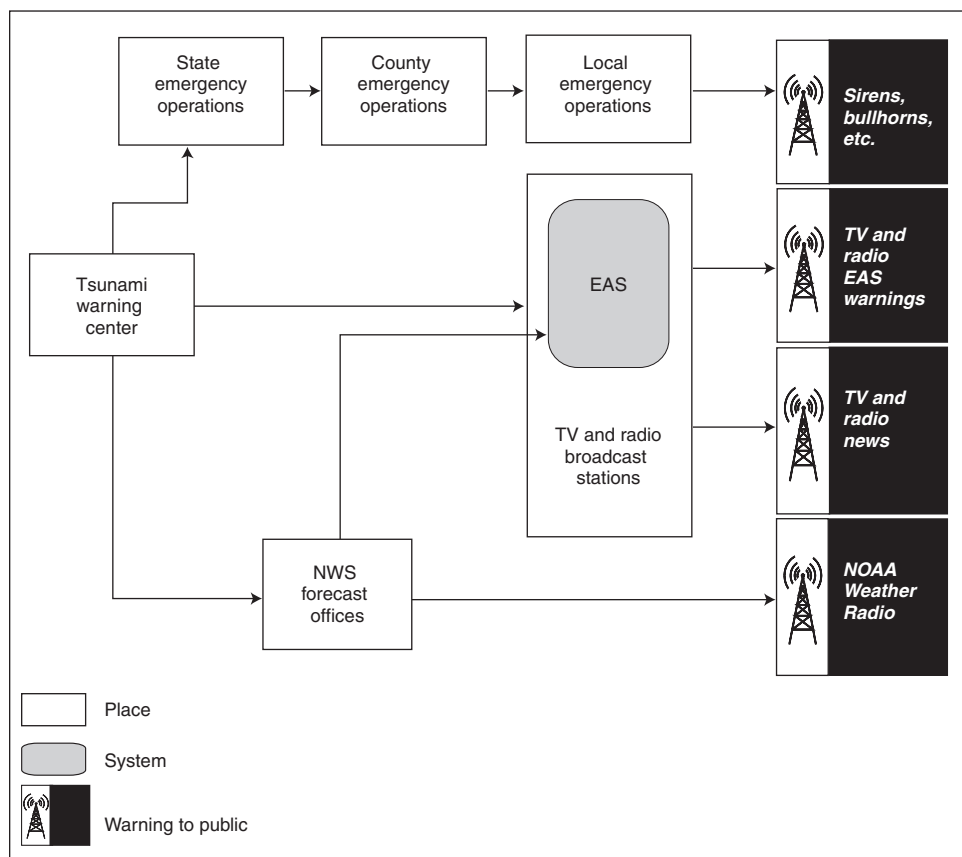 State
emergency
operations
County
emergency
operations
Local
emergency
operations
Sirens,
bullhorns,
etc.
Tsunami
warning
center
EAS
TV and radio
broadcast
stations
TV and
radio
EAS
warnings
TV and
radio
news
NWS
forecast
offices
NOAA
Weather
Radio
Place
System
Warning to public